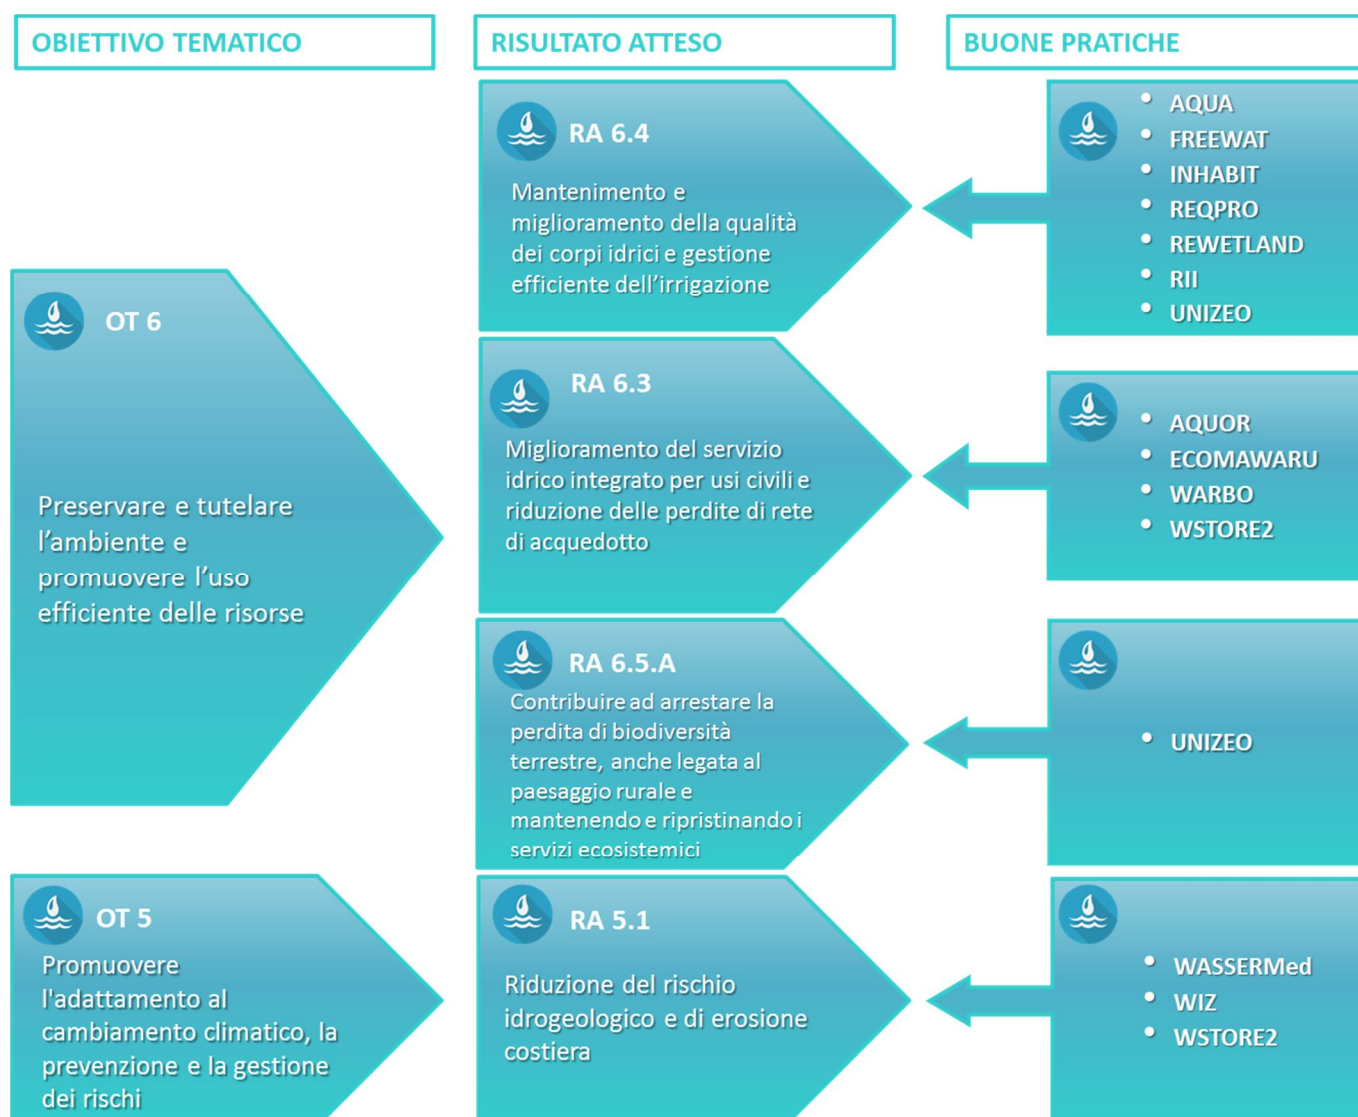 OBIETTIVO TEMATICO
RISULTATO ATTESO
BUONE PRATICHE
OT 6
Preservare e tutelare
l’ambiente e
promuovere l’uso
efficiente delle risorse
RA 6.4
Mantenimento e
miglioramento della qualità
dei corpi idrici e gestione
efficiente dell’irrigazione
• AQUA
• FREEWAT
• INHABIT
• REQPRO
• REWETLAND
• RII
• UNIZEO
RA 6.3
Miglioramento del servizio
idrico integrato per usi civili e
riduzione delle perdite di rete
di acquedotto
• AQUOR
• ECOMAWARU
• WARBO
• WSTORE2
RA 6.5.A
Contribuire ad arrestare la
perdita di biodiversità
terrestre, anche legata al
paesaggio rurale e
mantenendo e ripristinando i
servizi ecosistemici
• UNIZEO
OT 5
Promuovere
l'adattamento al
cambiamento climatico, la
prevenzione e la gestione
dei rischi
RA 5.1
Riduzione del rischio
idrogeologico e di erosione
costiera
• WASSERMed
• WIZ
• WSTORE2